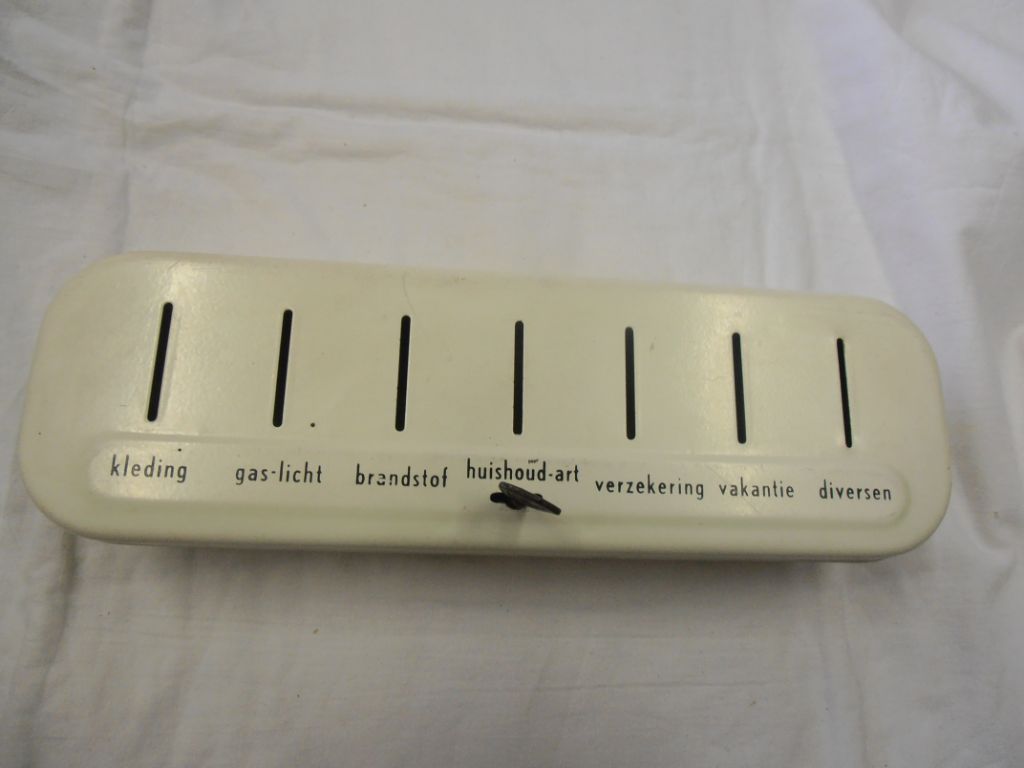 kleding gas-licht brandstof huishoud-art verzekering vakantie diversen